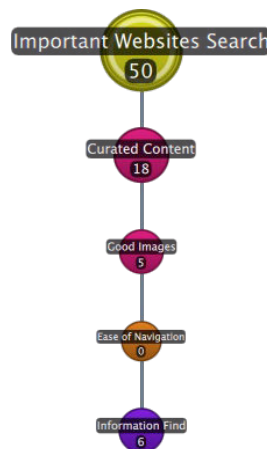 Important Websites Search
50
Curated Content
18
Good Images
5
Ease of Navigation
0
Information Find
6